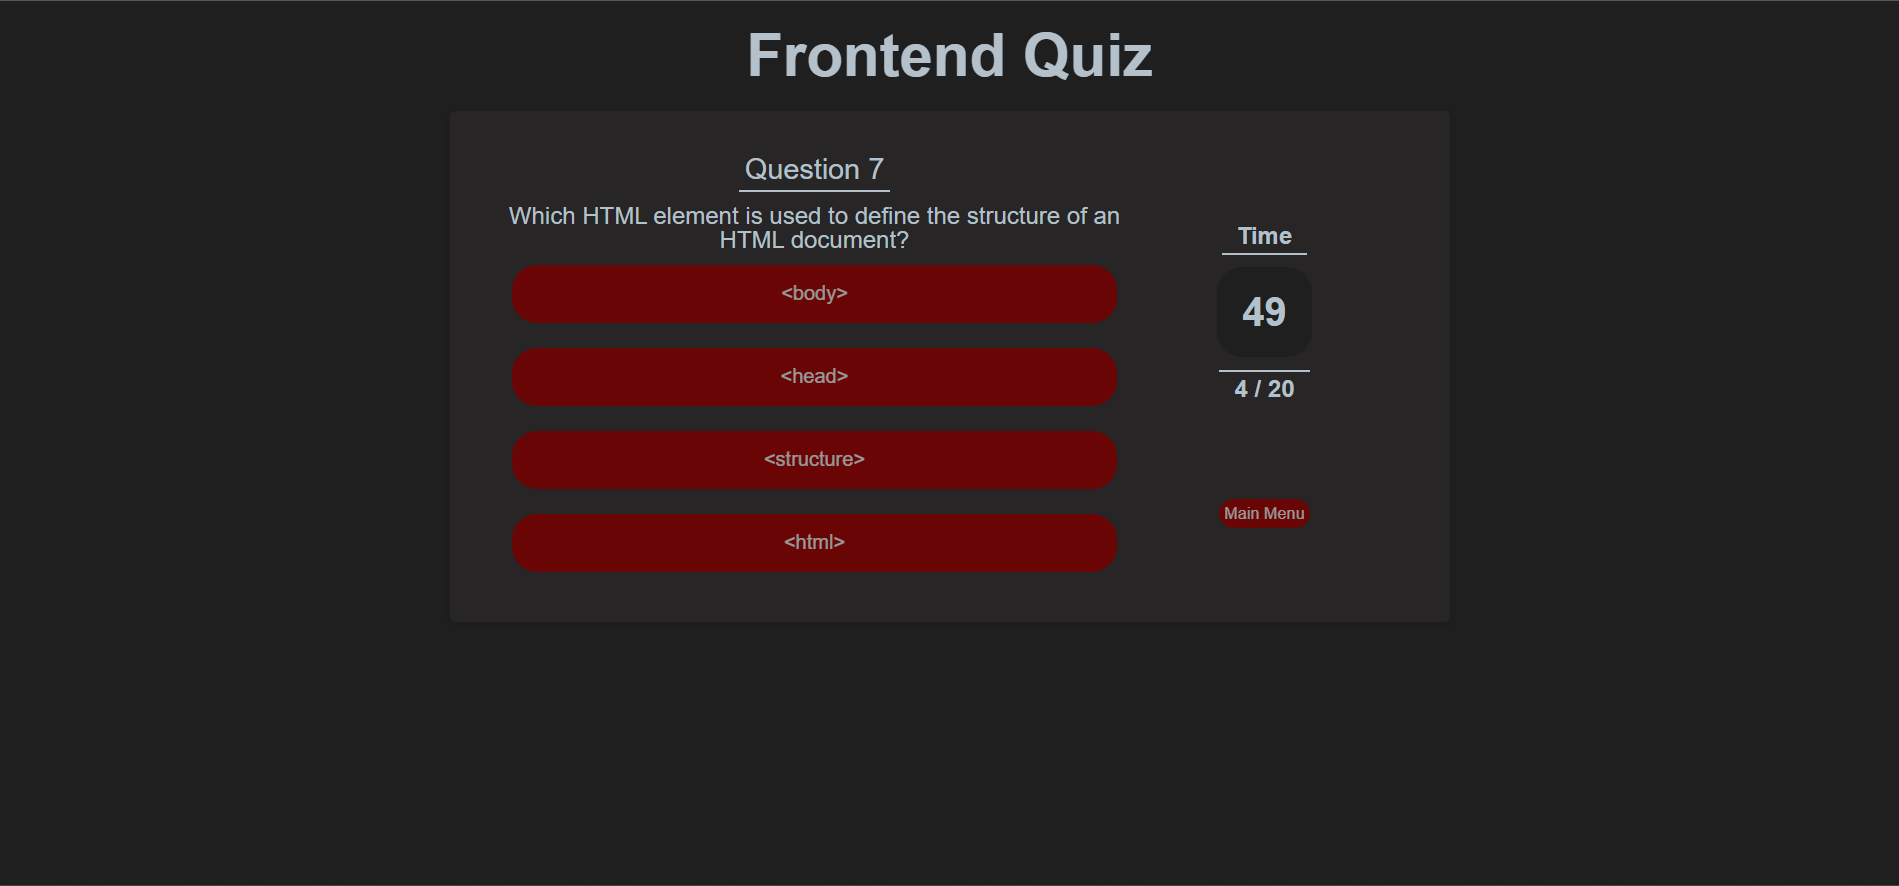 Frontend Quiz
Question 7
Which HTML element is used to define the structure of an
HTML document?
<body>
<head>
<structure>
<html>
Time
49
4 / 20
Main Menu